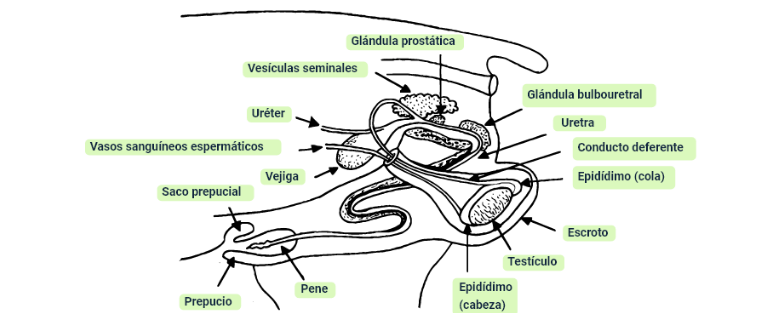 Glándula prostática
Vesículas seminales
Glándula bulbouretral
Uréter
Uretra
Vasos sanguíneos espermáticos
Conducto deferente
Vejiga
Epidídimo (cola)
Saco prepucial
Escroto
Testículo
Pene
Epidídimo
(cabeza)
Prepucio